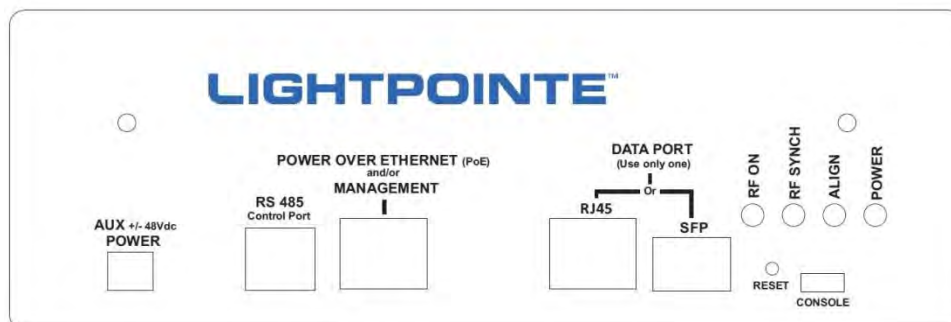 LIGHTPOINTE™
POWER OVER ETHERNET (PoE)
and/or
MANAGEMENT
DATA PORT
(Use only one)
Or
RJ45
SFP
RS 485
Control Port
AUX +/- 48Vdc
POWER
RF ON
RF SYNCH
ALIGN
POWER
RESET
CONSOLE